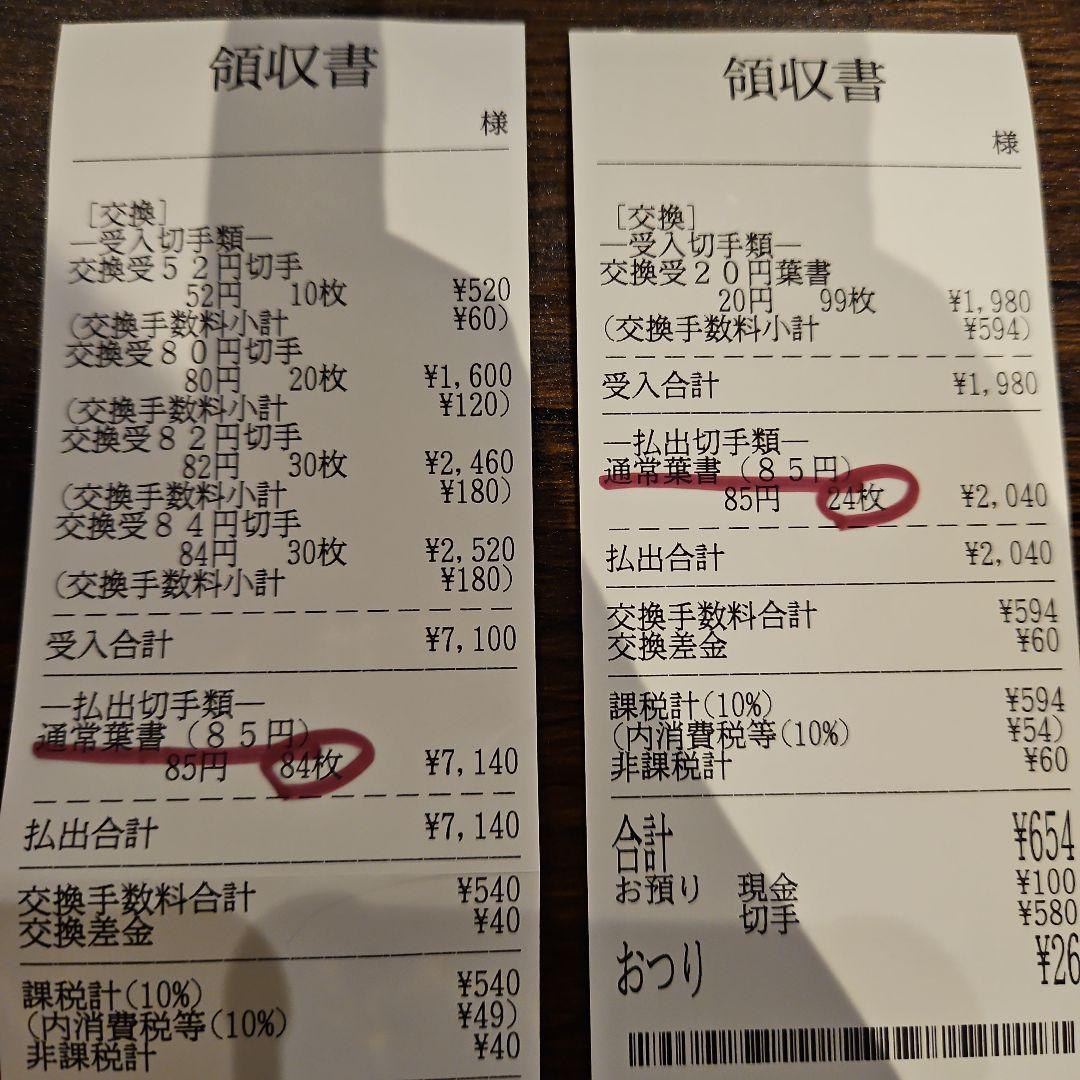 領収書
様
[交換]
―受入切手類―
交換受52円切手
52円 10枚 ¥520
(交換手数料小計 ¥60)
交換受80円切手
80円 20枚 ¥1,600
(交換手数料小計 ¥120)
交換受82円切手
82円 30枚 ¥2,460
(交換手数料小計 ¥180)
交換受84円切手
84円 30枚 ¥2,520
(交換手数料小計 ¥180)
受入合計 ¥7,100
―払出切手類―
通常葉書(85円)
85円 84枚 ¥7,140
払出合計 ¥7,140
交換手数料合計 ¥540
交換差金 ¥40
課税計(10%) ¥540
(内消費税等(10%) ¥49)
非課税計 ¥40
領収書
様
[交換]
―受入切手類―
交換受20円葉書
20円 99枚 ¥1,980
(交換手数料小計 ¥594)
受入合計 ¥1,980
―払出切手類―
通常葉書(85円)
85円 24枚 ¥2,040
払出合計 ¥2,040
交換手数料合計 ¥594
交換差金 ¥60
課税計(10%) ¥594
(内消費税等(10%) ¥54)
非課税計 ¥60
合計 ¥654
お預り 現金 ¥100
切手 ¥580
おつり ¥26